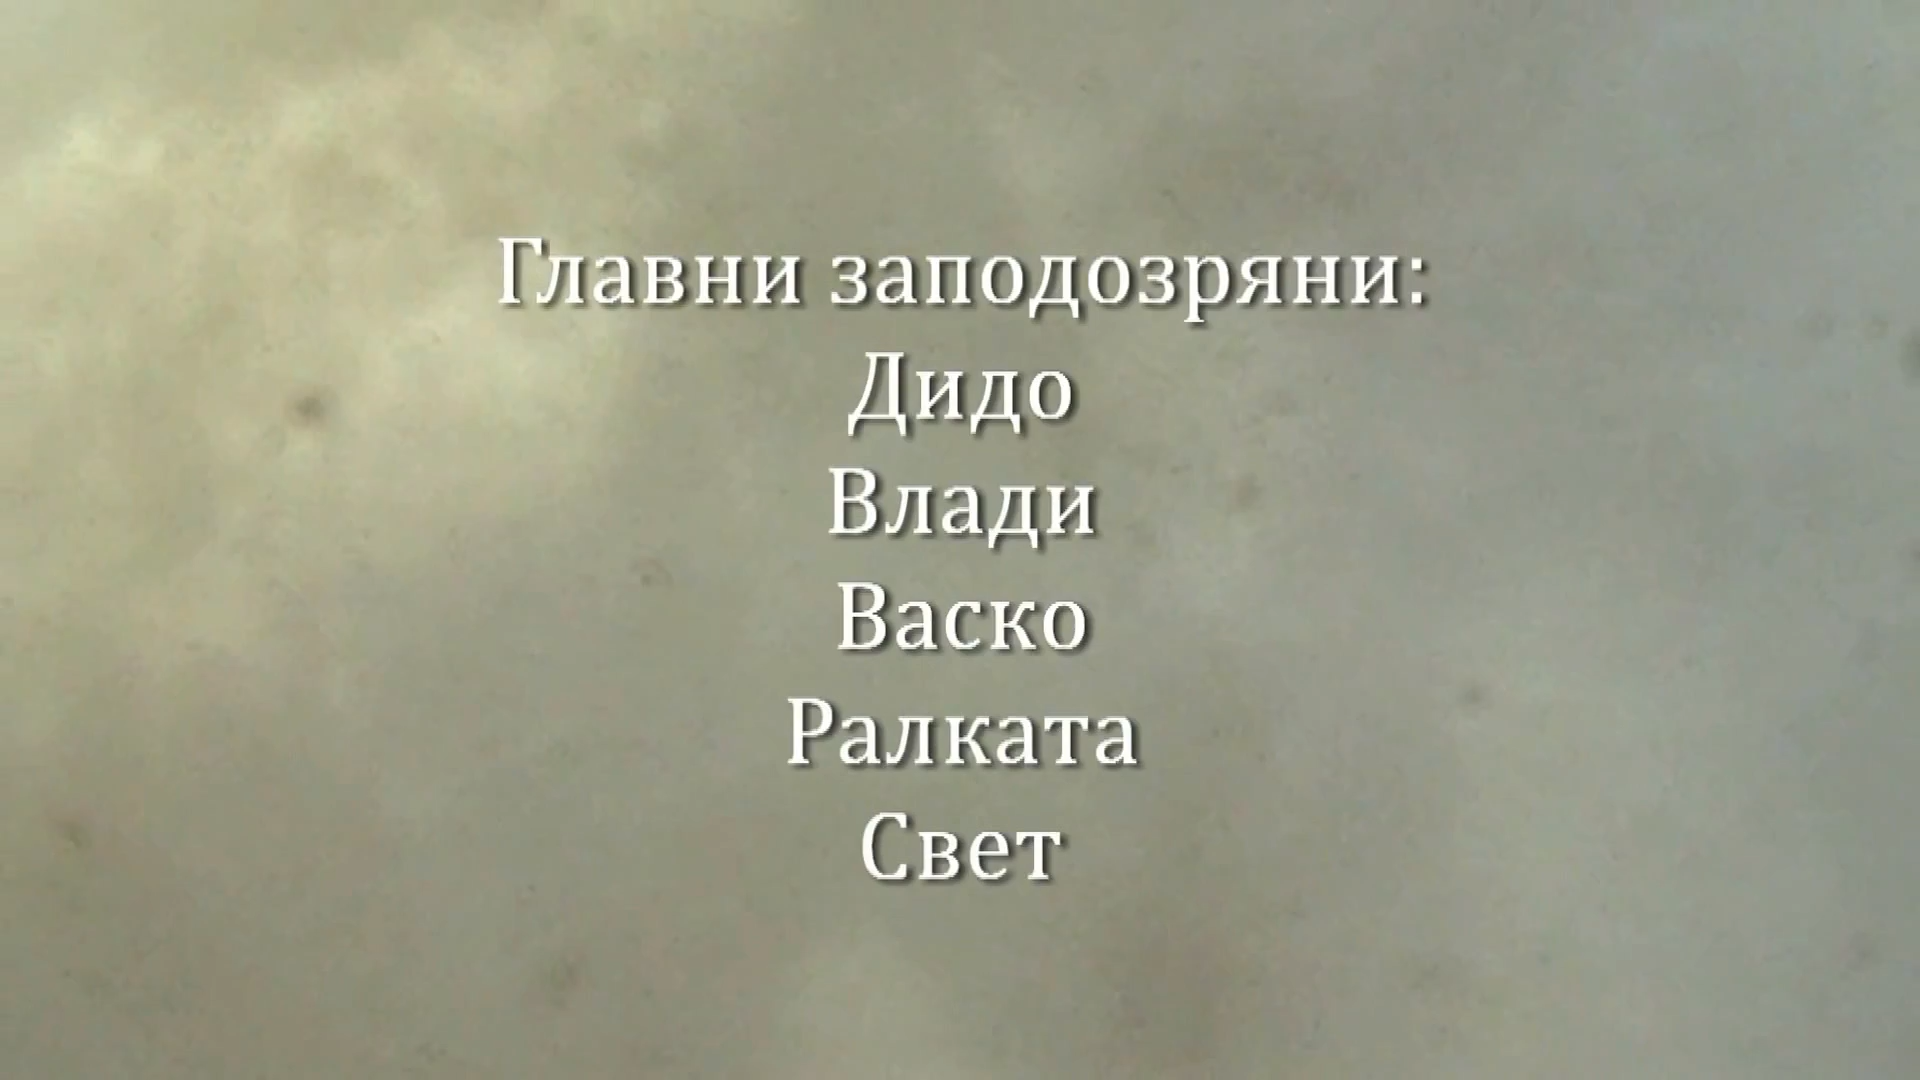 Главни заподозряни:
Дидо
Влади
Васко
Ралката
Свет